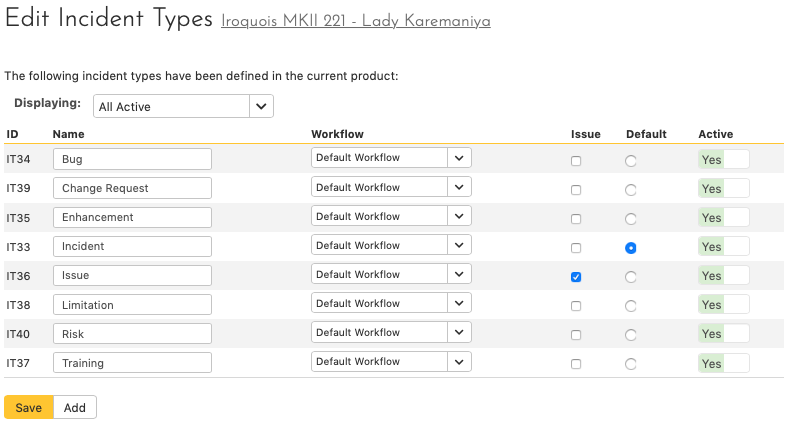 Edit Incident Types Iroquois MKII 221 - Lady Karemaniya
The following incident types have been defined in the current product:
Displaying: All Active
ID Name Workflow Issue Default Active
IT34 Bug Default Workflow Yes
IT39 Change Request Default Workflow Yes
IT35 Enhancement Default Workflow Yes
IT33 Incident Default Workflow Yes
IT36 Issue Default Workflow Yes
IT38 Limitation Default Workflow Yes
IT40 Risk Default Workflow Yes
IT37 Training Default Workflow Yes
Save Add